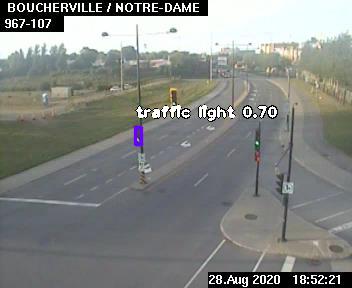 BOUCHERVILLE / NOTRE-DAME
967-107
traffic light 0.70
28.Aug 2020 18:52:21